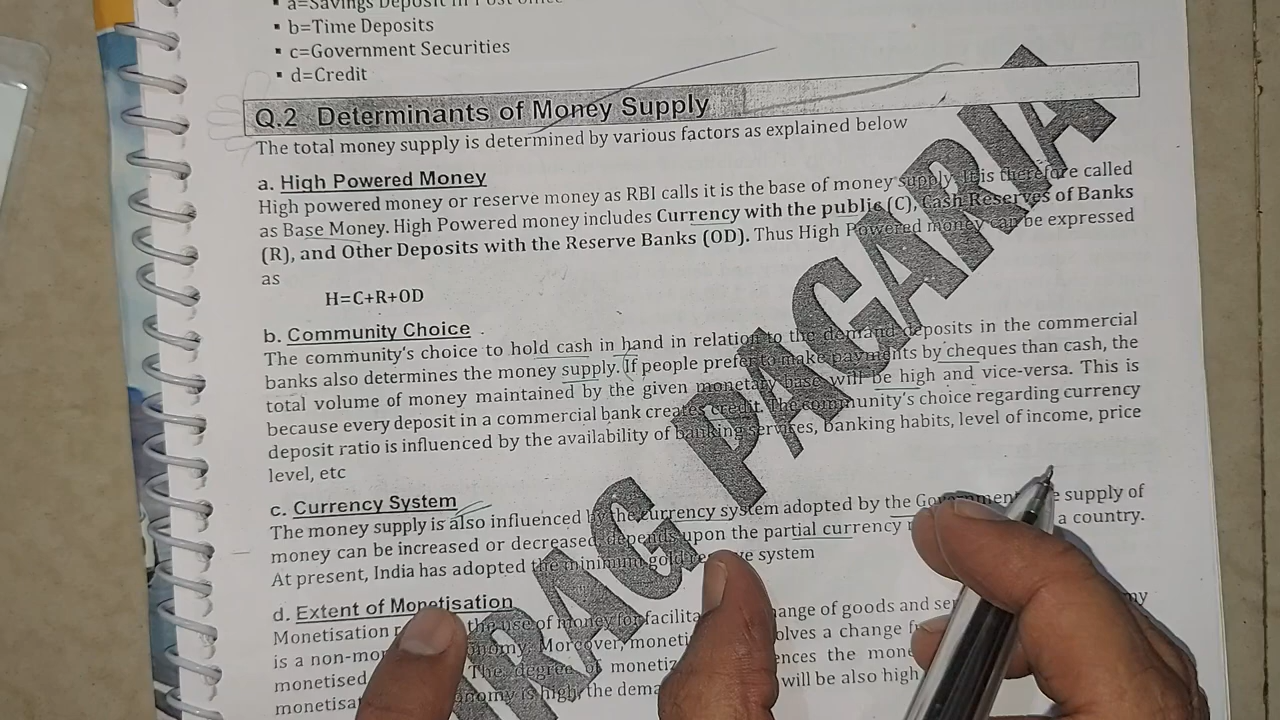 a=Savings Deposit in Post office
▪ b=Time Deposits
▪ c=Government Securities
▪ d=Credit
Q.2 Determinants of Money Supply
The total money supply is determined by various factors as explained below
a. High Powered Money
High powered money or reserve money as RBI calls it is the base of money supply. It is therefore called
as Base Money. High Powered money includes Currency with the public (C), Cash Reserves of Banks
(R), and Other Deposits with the Reserve Banks (OD). Thus High Powered money can be expressed
as
H=C+R+OD
b. Community Choice
The community's choice to hold cash in hand in relation to the demand deposits in the commercial
banks also determines the money supply. If people prefer to make payments by cheques than cash, the
total volume of money maintained by the given monetary base will be high and vice-versa. This is
because every deposit in a commercial bank creates credit. The community's choice regarding currency
deposit ratio is influenced by the availability of banking services, banking habits, level of income, price
level, etc
c. Currency System
The money supply is also influenced by the currency system adopted by the Government supply of
money can be increased or decreased depends upon the partial currency a country.
At present, India has adopted the minimum gold reserve system
d. Extent of Monetisation
Monetisation the use of money for change of goods and
is a non- Moreover, a change
monetised The degree of the
is high, the will be also high
PARAG PAGARIA